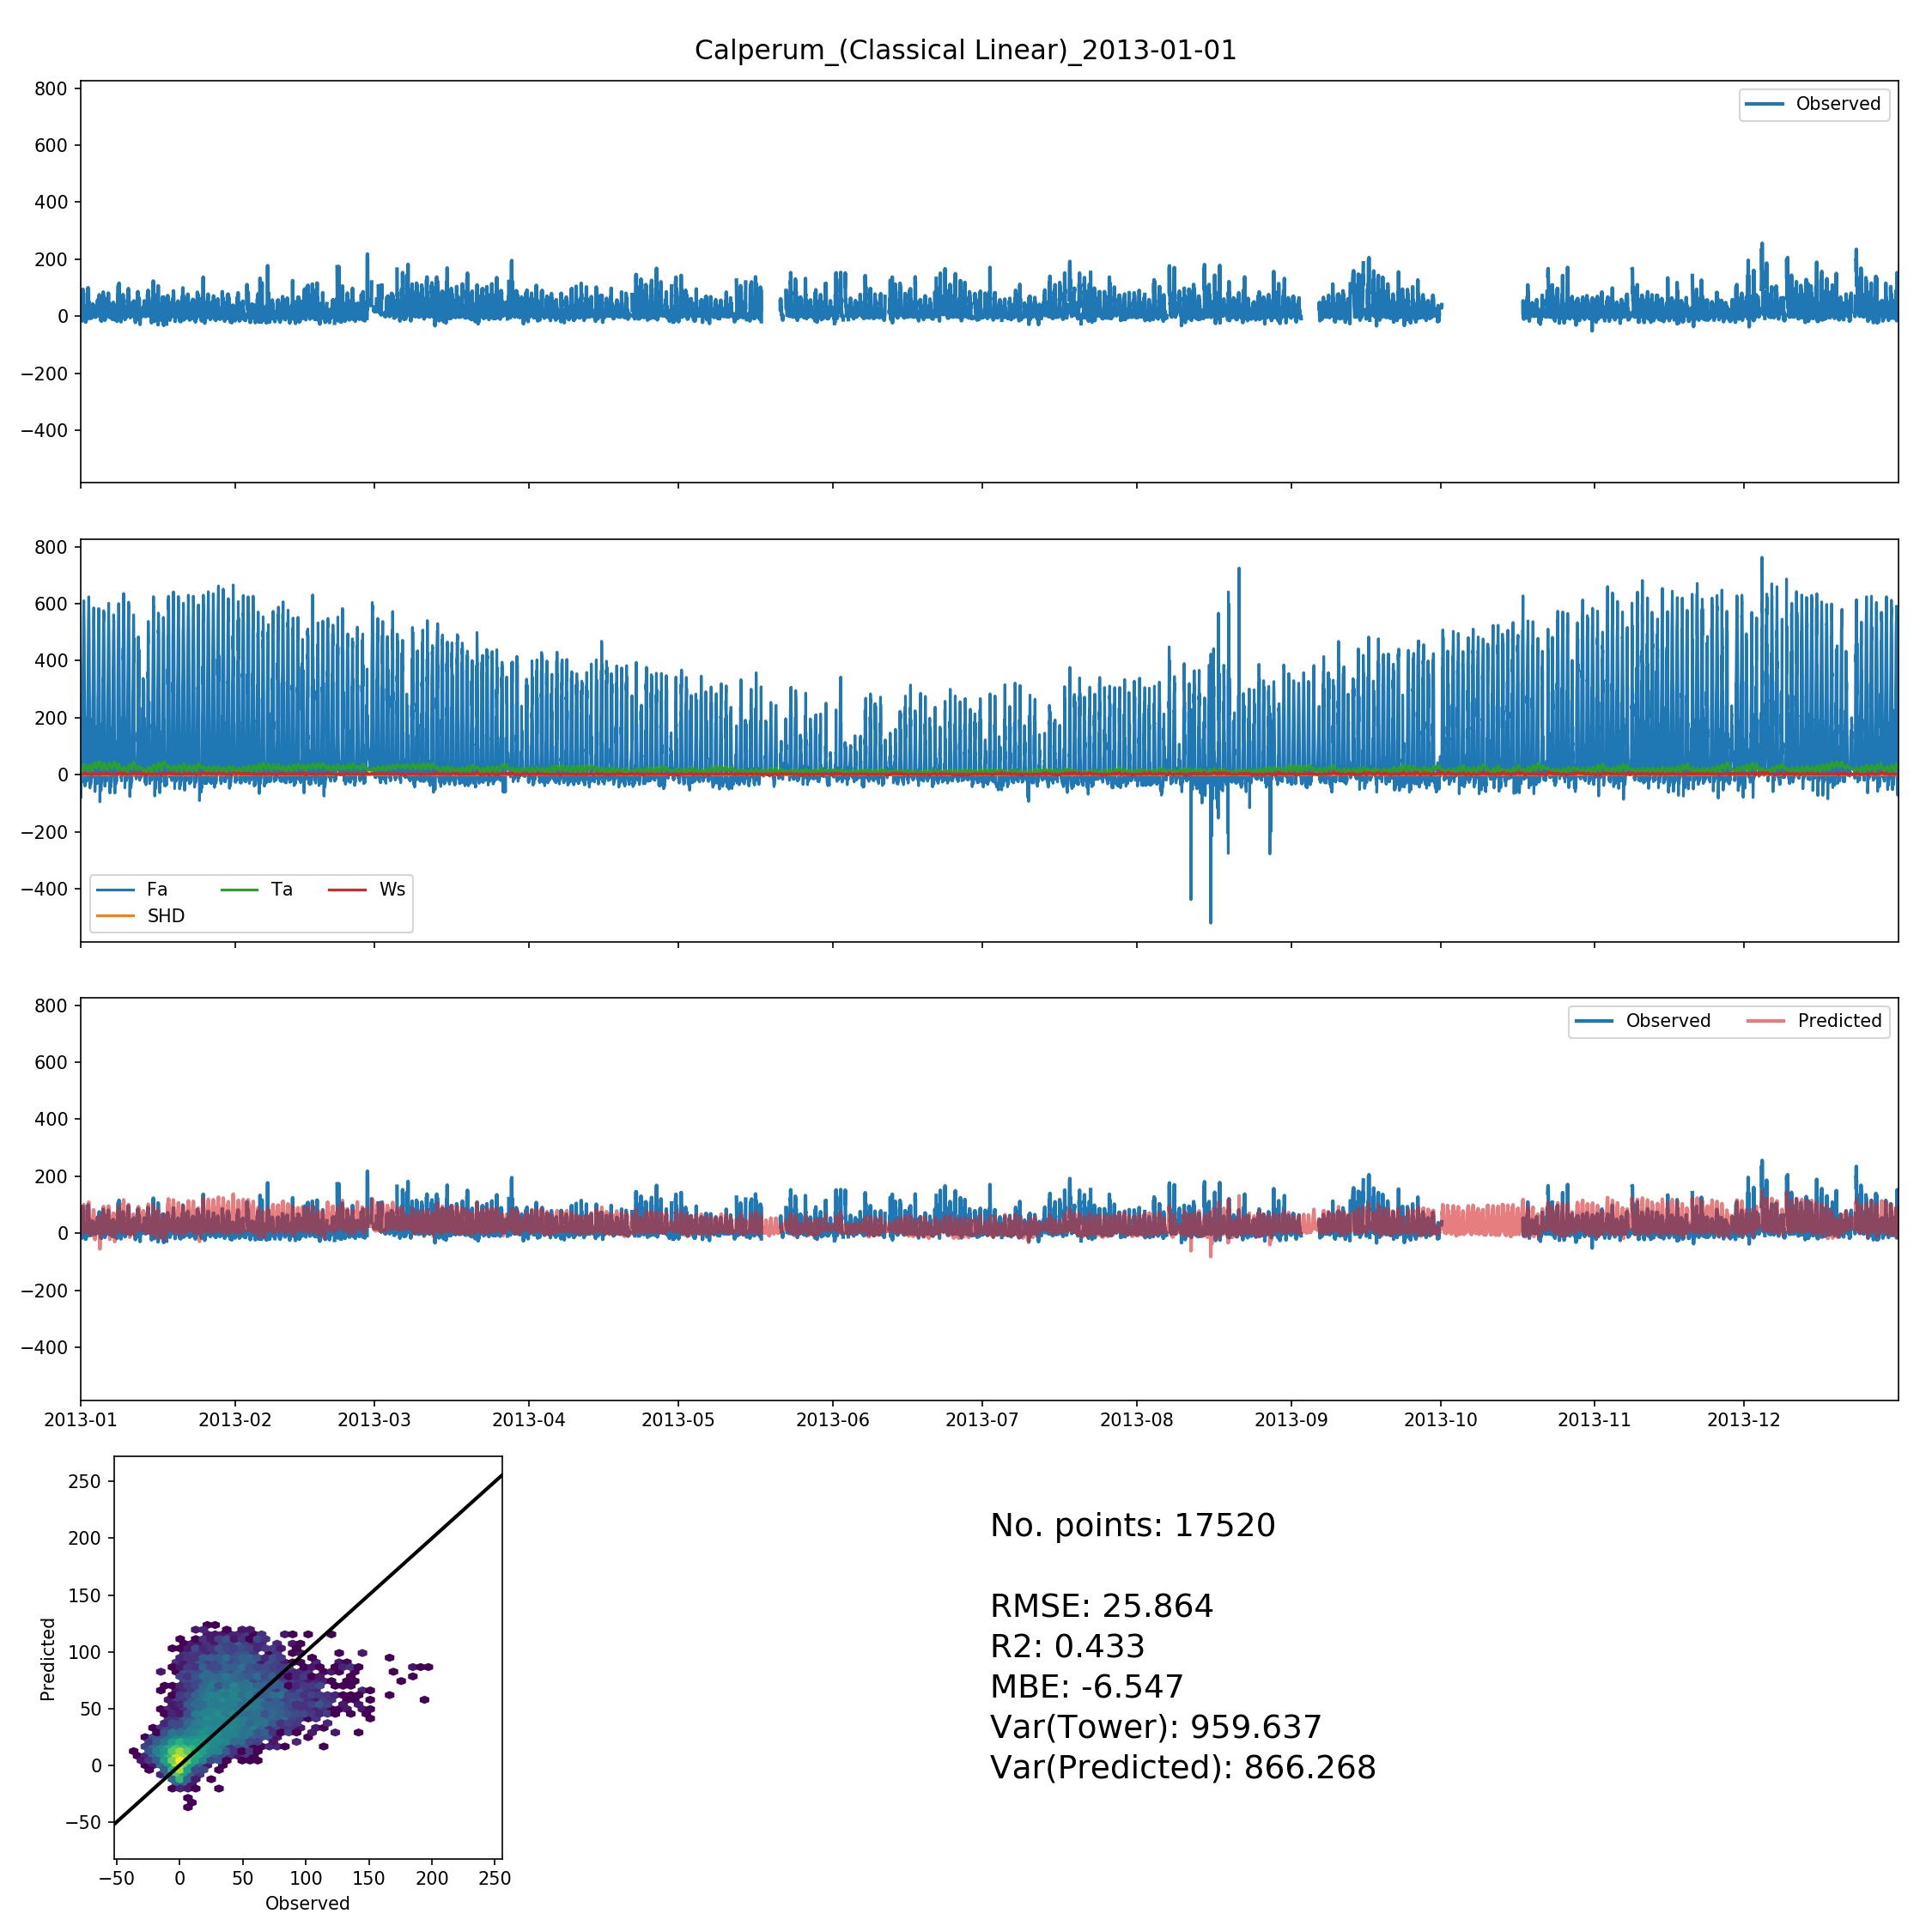 Calperum_(Classical Linear)_2013-01-01
800
600
400
200
0
−200
−400
Observed
800
600
400
200
0
−200
−400
Fa
Ta
Ws
SHD
800
600
400
200
0
−200
−400
Observed
Predicted
2013-01
2013-02
2013-03
2013-04
2013-05
2013-06
2013-07
2013-08
2013-09
2013-10
2013-11
2013-12
250
200
150
100
50
0
−50
Predicted
−50
0
50
100
150
200
250
Observed
No. points: 17520
RMSE: 25.864
R2: 0.433
MBE: -6.547
Var(Tower): 959.637
Var(Predicted): 866.268